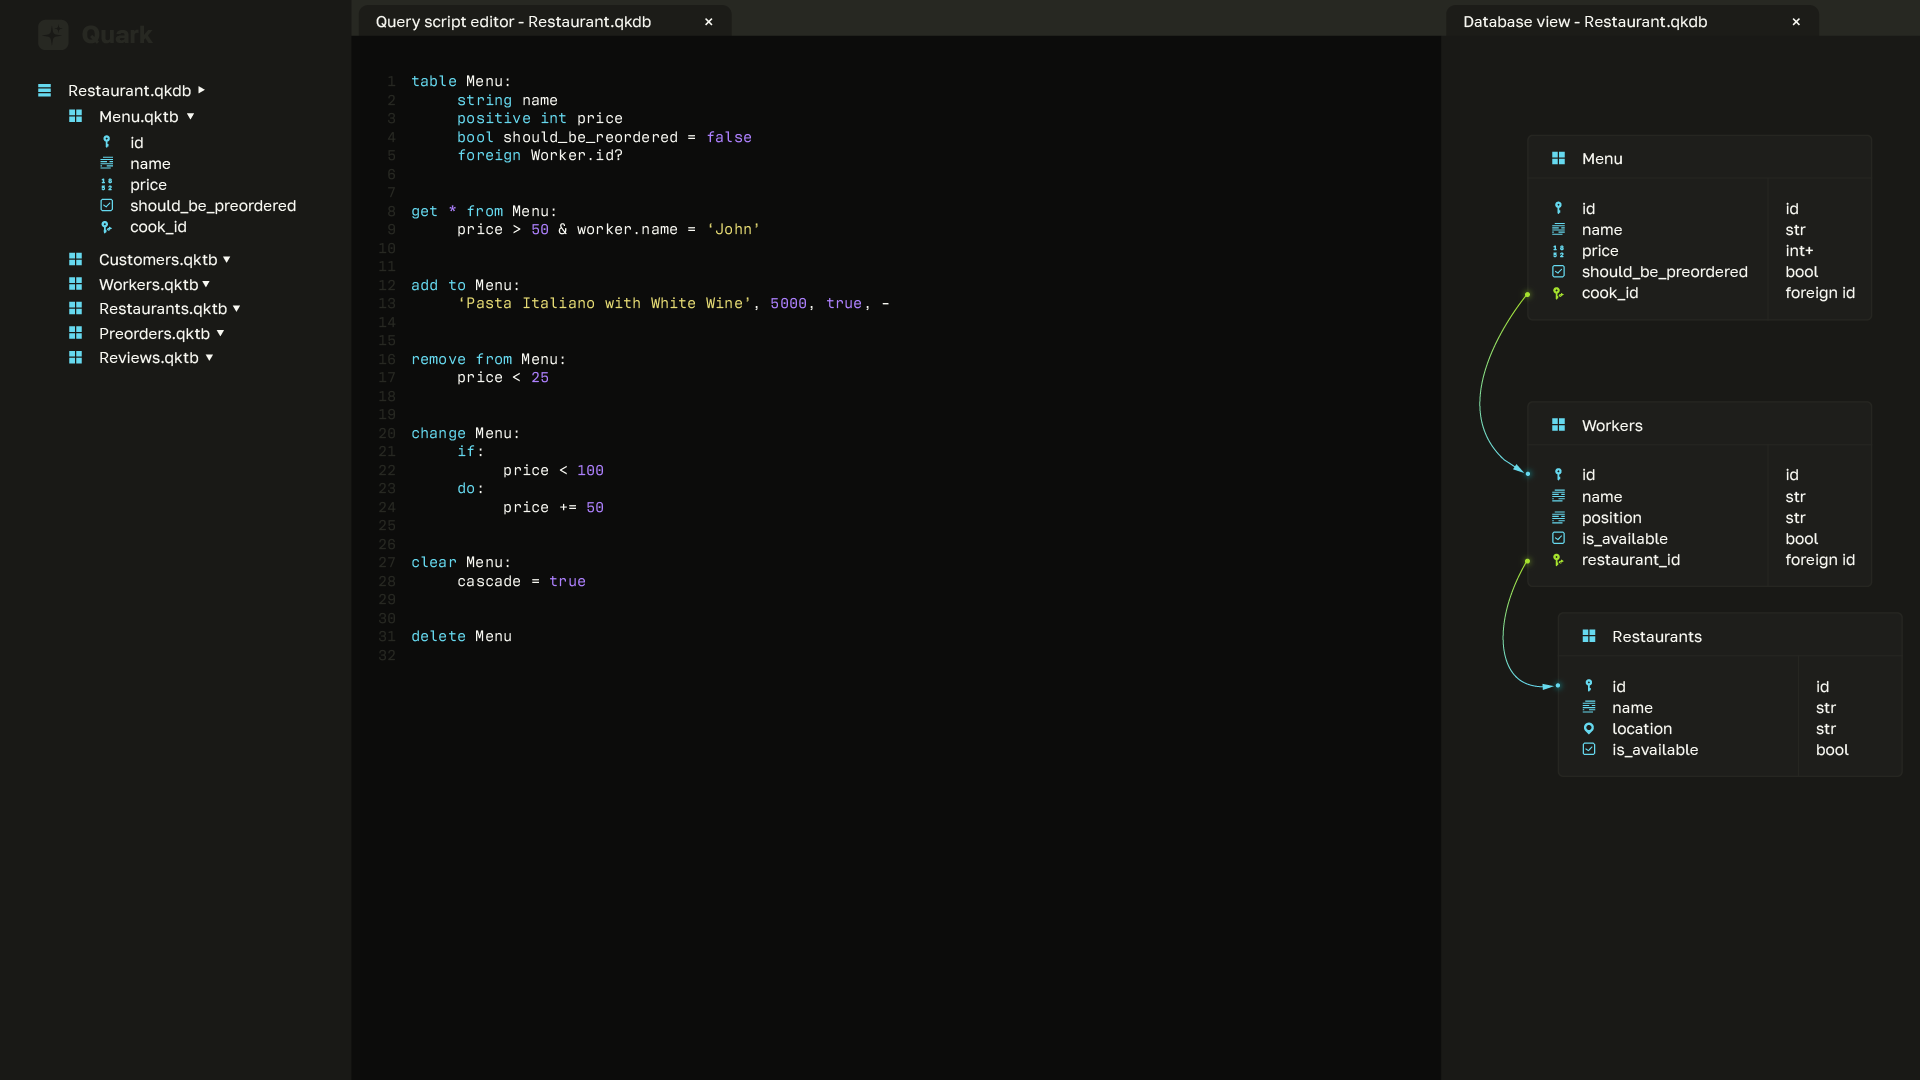 Quark
Restaurant.qkdb
Menu.qktb
id
name
price
should_be_preordered
cook_id
Customers.qktb
Workers.qktb
Restaurants.qktb
Preorders.qktb
Reviews.qktb
Query script editor - Restaurant.qkdb ×
1 table Menu:
2 string name
3 positive int price
4 bool should_be_reordered = false
5 foreign Worker.id?
6
7
8 get * from Menu:
9 price > 50 & worker.name = ‘John’
10
11
12 add to Menu:
13 ‘Pasta Italiano with White Wine’, 5000, true, -
14
15
16 remove from Menu:
17 price < 25
18
19
20 change Menu:
21 if:
22 price < 100
23 do:
24 price += 50
25
26
27 clear Menu:
28 cascade = true
29
30
31 delete Menu
32
Database view - Restaurant.qkdb ×
Menu
id id
name str
price int+
should_be_preordered bool
cook_id foreign id
Workers
id id
name str
position str
is_available bool
restaurant_id foreign id
Restaurants
id id
name str
location str
is_available bool